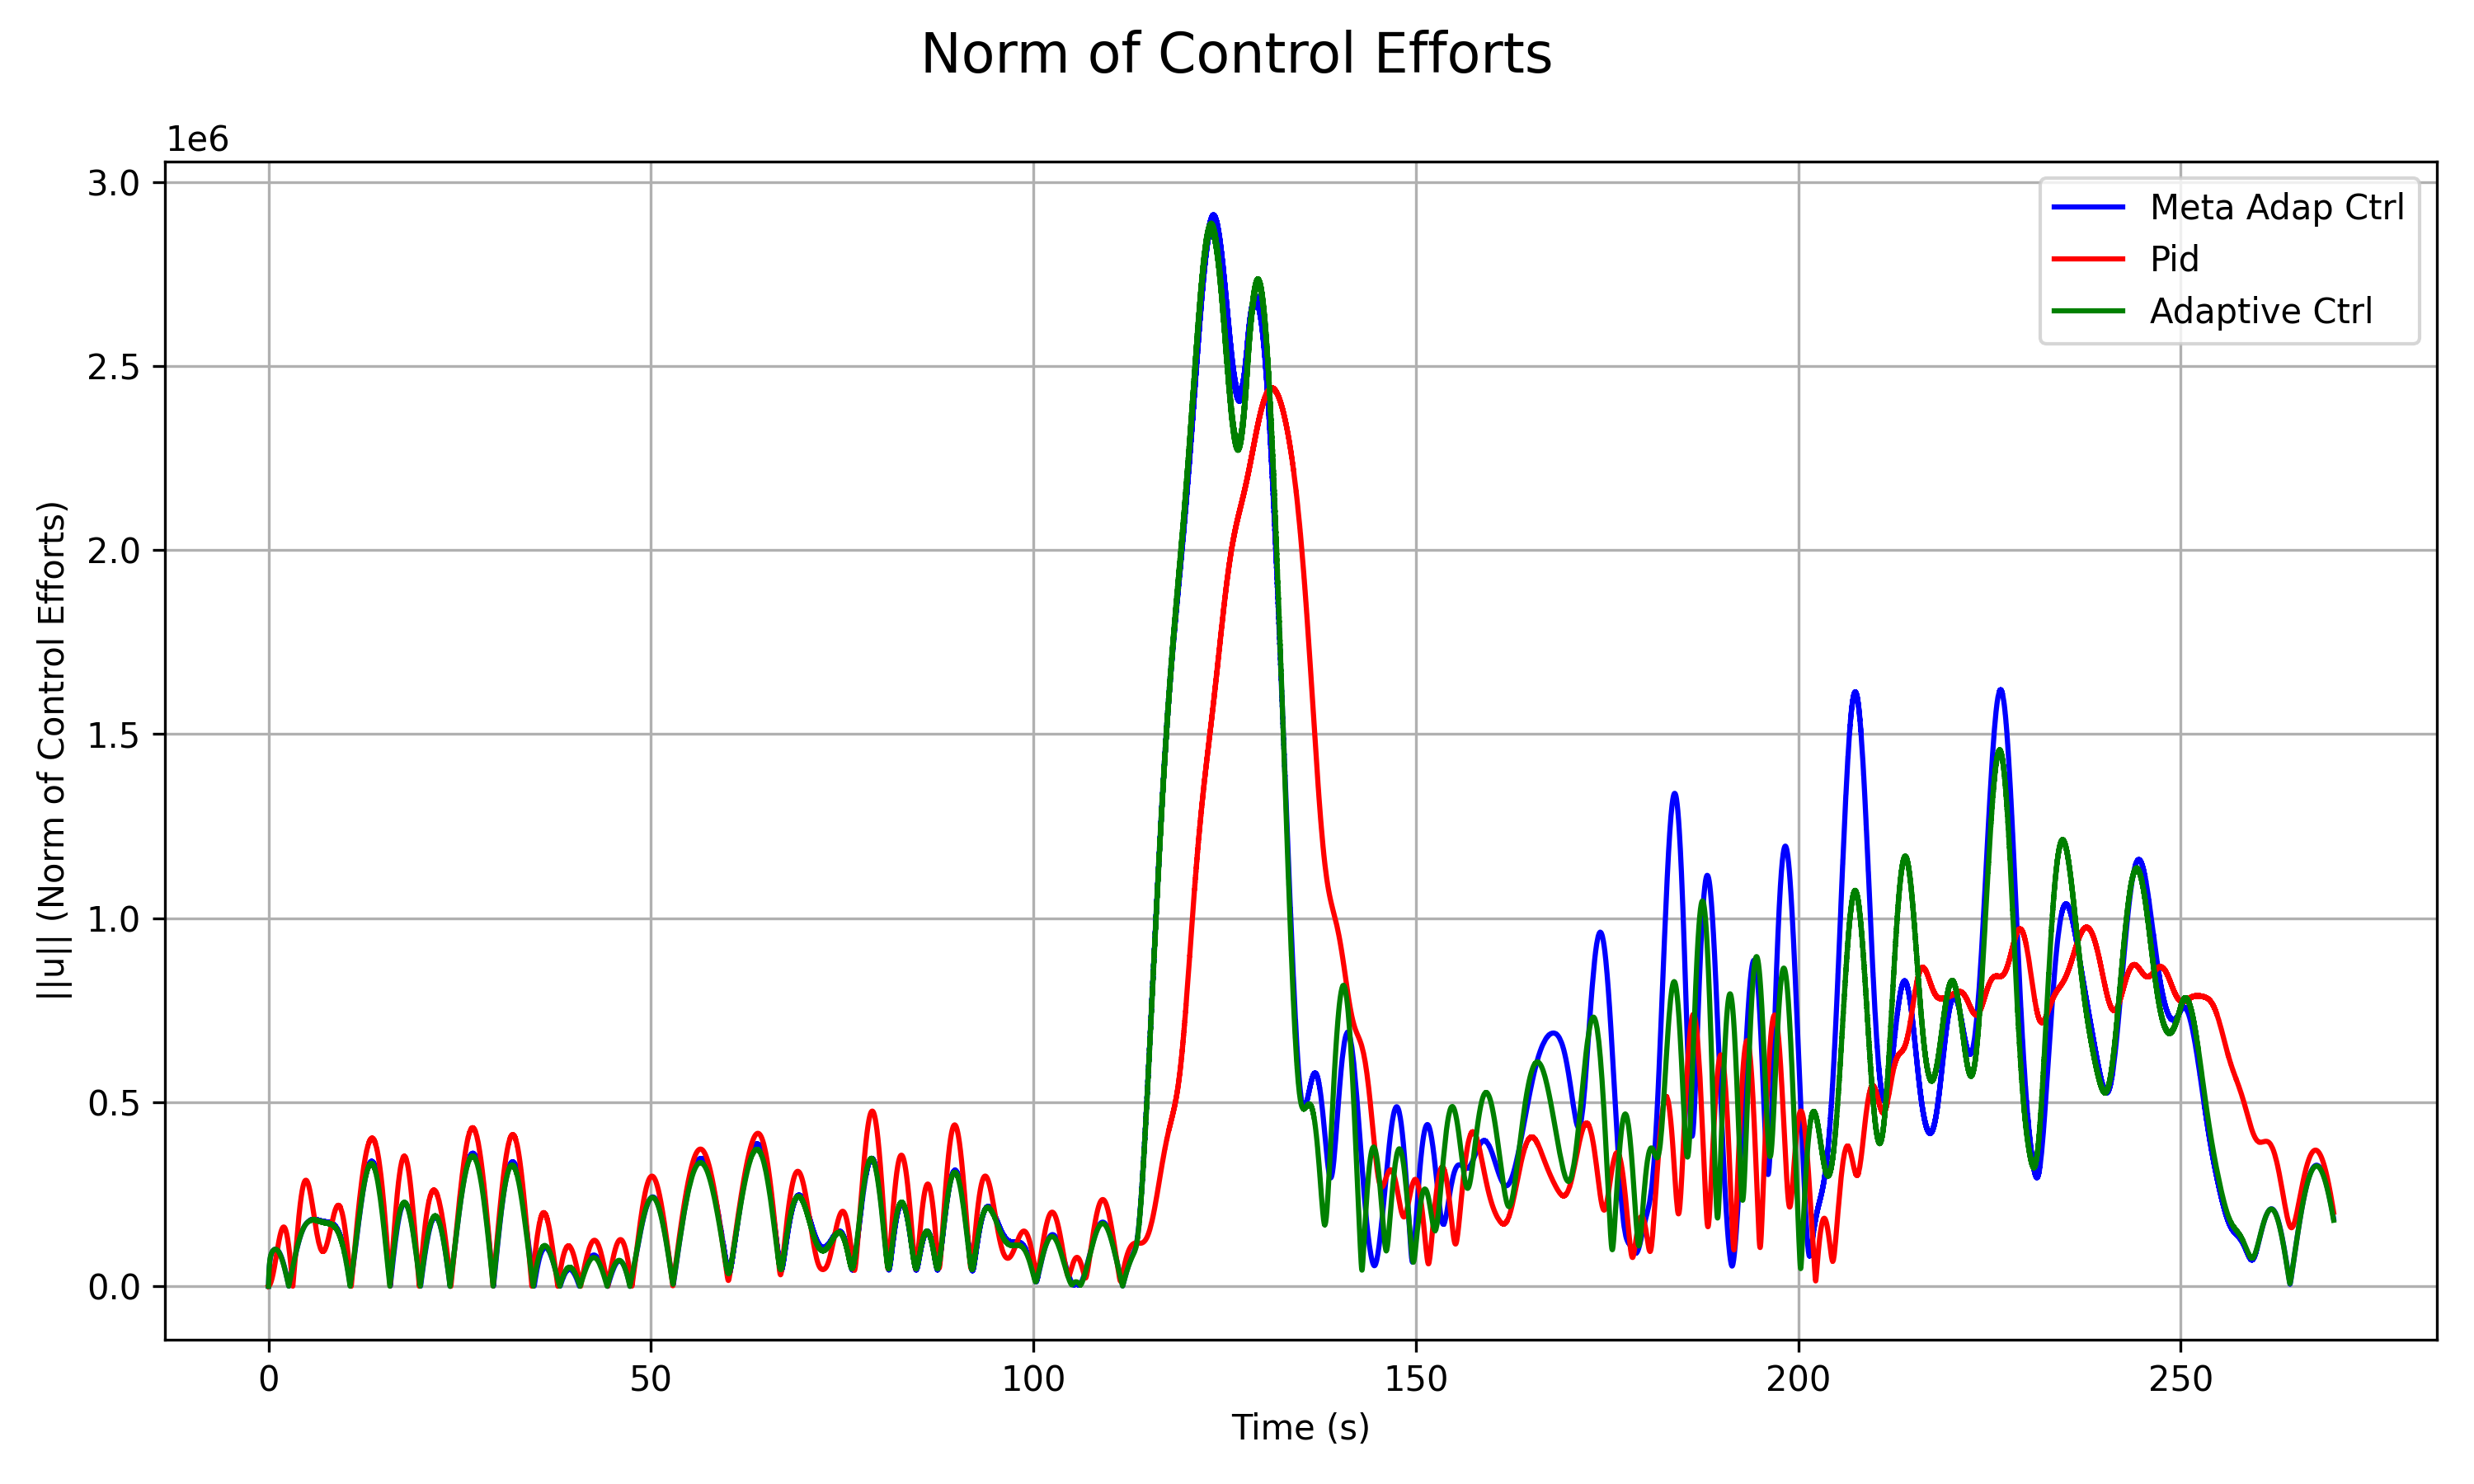 Norm of Control Efforts
1e6
3.0
2.5
2.0
1.5
1.0
0.5
0.0
||u|| (Norm of Control Efforts)
Meta Adap Ctrl
Pid
Adaptive Ctrl
0 50 100 150 200 250
Time (s)